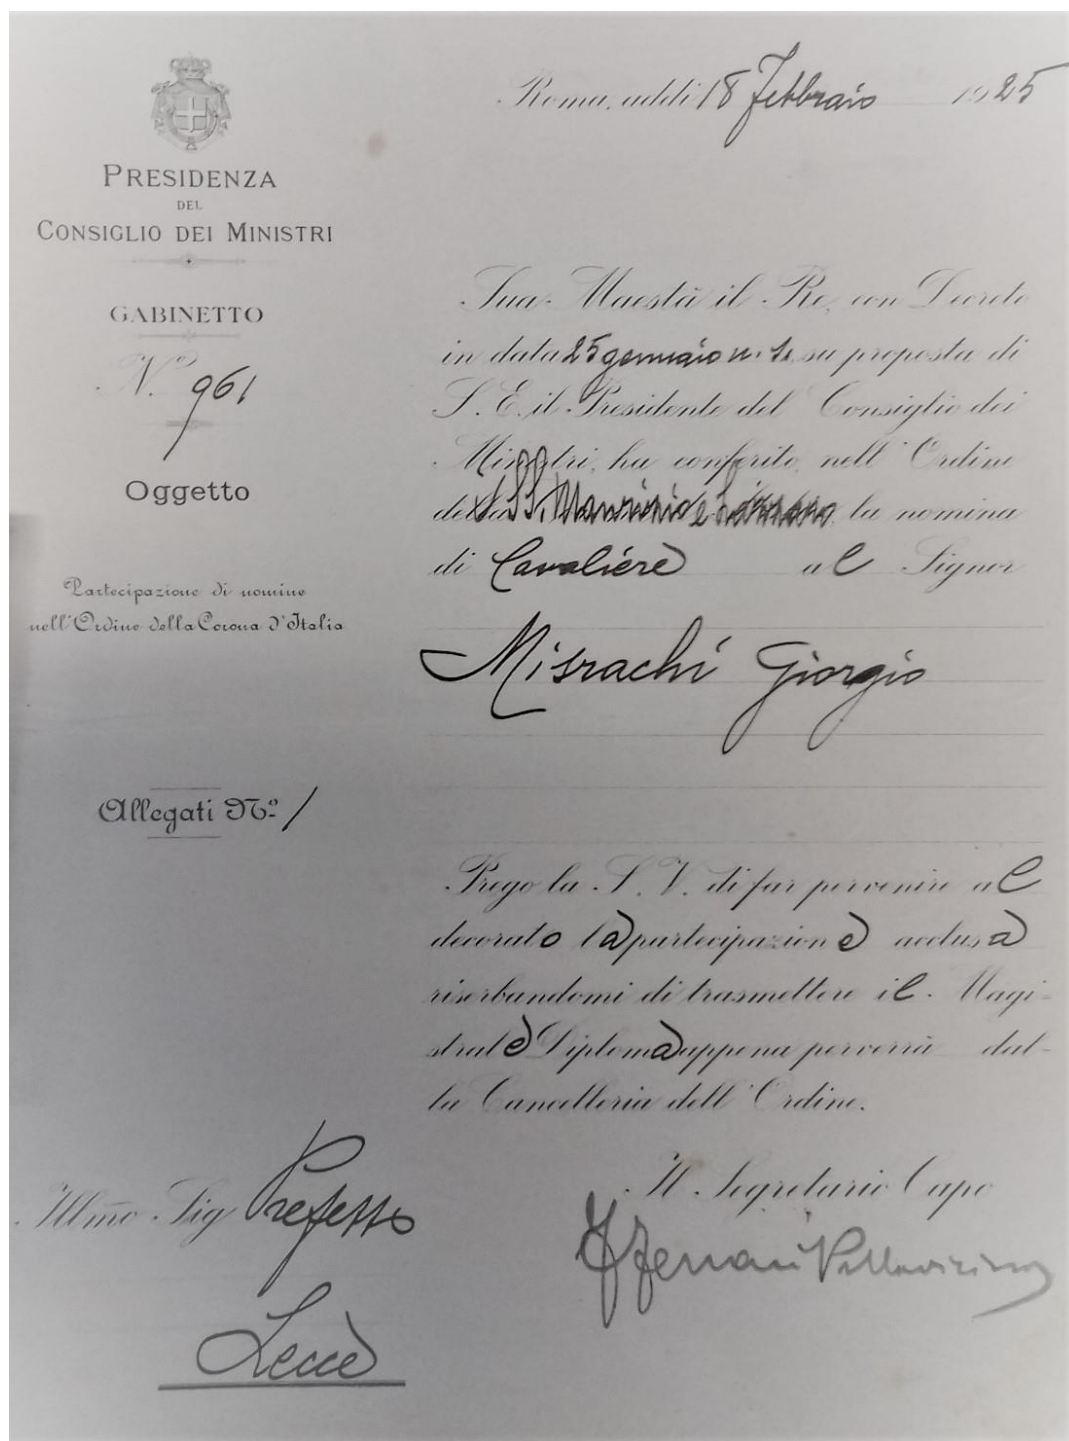 Roma, addi 18 Febbraio 1925
PRESIDENZA
DEL
CONSIGLIO DEI MINISTRI
GABINETTO
N. 961
Oggetto
Partecipazione di nomine
nell'Ordine della Corona d'Italia
Allegati Nº 1
Sua Maestà il Re, con Decreto
in data 25 gennaio su proposta di
S. E. il Presidente del Consiglio dei
Ministri, ha conferito, nell'Ordine
SS. Maurizio e la nomina
di Cavaliere al Signor
Misrachi Giorgio
Prego la S. V. di far pervenire al
decorato la partecipazione acclusa
riserbandomi di trasmettere il Magi-
strale Diploma appena perverrà dal-
la Cancelleria dell'Ordine.
Il Segretario Capo
Ferrari Pallavicino
Illmo Sig Prefetto
Lecce